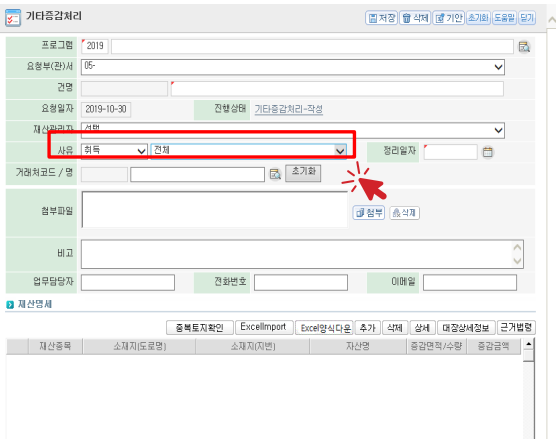 기타증감처리 저장 삭제 기안 초기화 도움말 닫기
프로그램 2019
요청부(관)서 05-
건명
요청일자 2019-10-30 진행상태 기타증감처리-작성
재산관리자 선택
사유 취득 전체 정리일자
거래처코드 / 명 초기화
첨부파일 첨부 삭제
비고
업무담당자 전화번호 이메일
재산명세
중복토지확인 ExcelImport Excel양식다운 추가 삭제 상세 대장상세정보 근거법령
재산종목 소재지(도로명) 소재지(지번) 자산명 증감면적/수량 증감금액